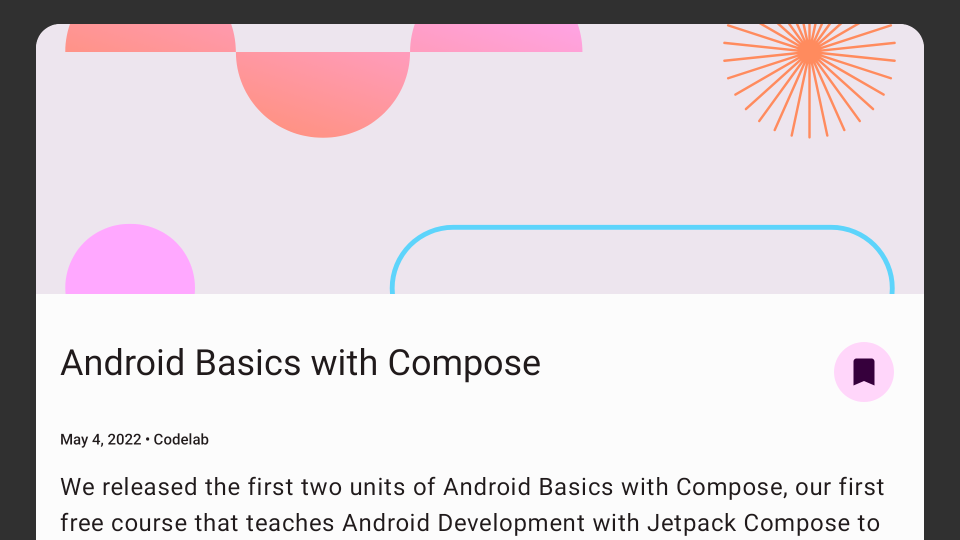 Android Basics with Compose
May 4, 2022 • Codelab
We released the first two units of Android Basics with Compose, our first
free course that teaches Android Development with Jetpack Compose to